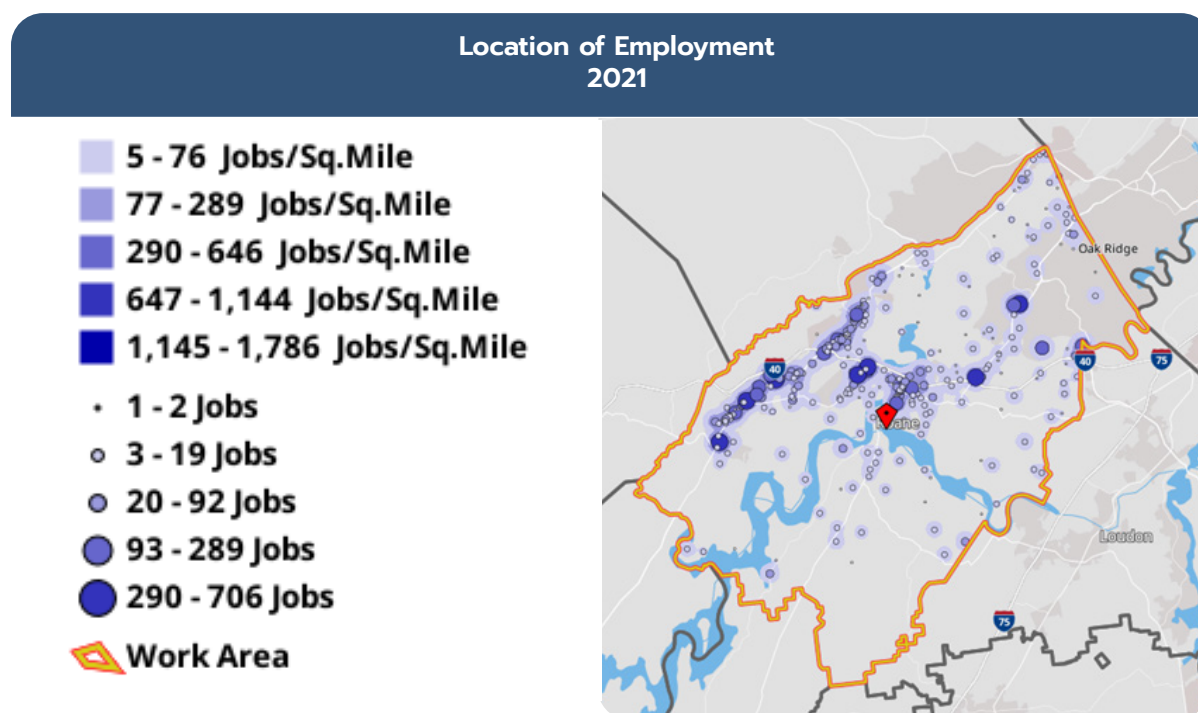 Location of Employment
2021
5 - 76 Jobs/Sq.Mile
77 - 289 Jobs/Sq.Mile
290 - 646 Jobs/Sq.Mile
647 - 1,144 Jobs/Sq.Mile
1,145 - 1,786 Jobs/Sq.Mile
1 - 2 Jobs
3 - 19 Jobs
20 - 92 Jobs
93 - 289 Jobs
290 - 706 Jobs
Work Area
Oak Ridge
40
40
75
Loudon
75